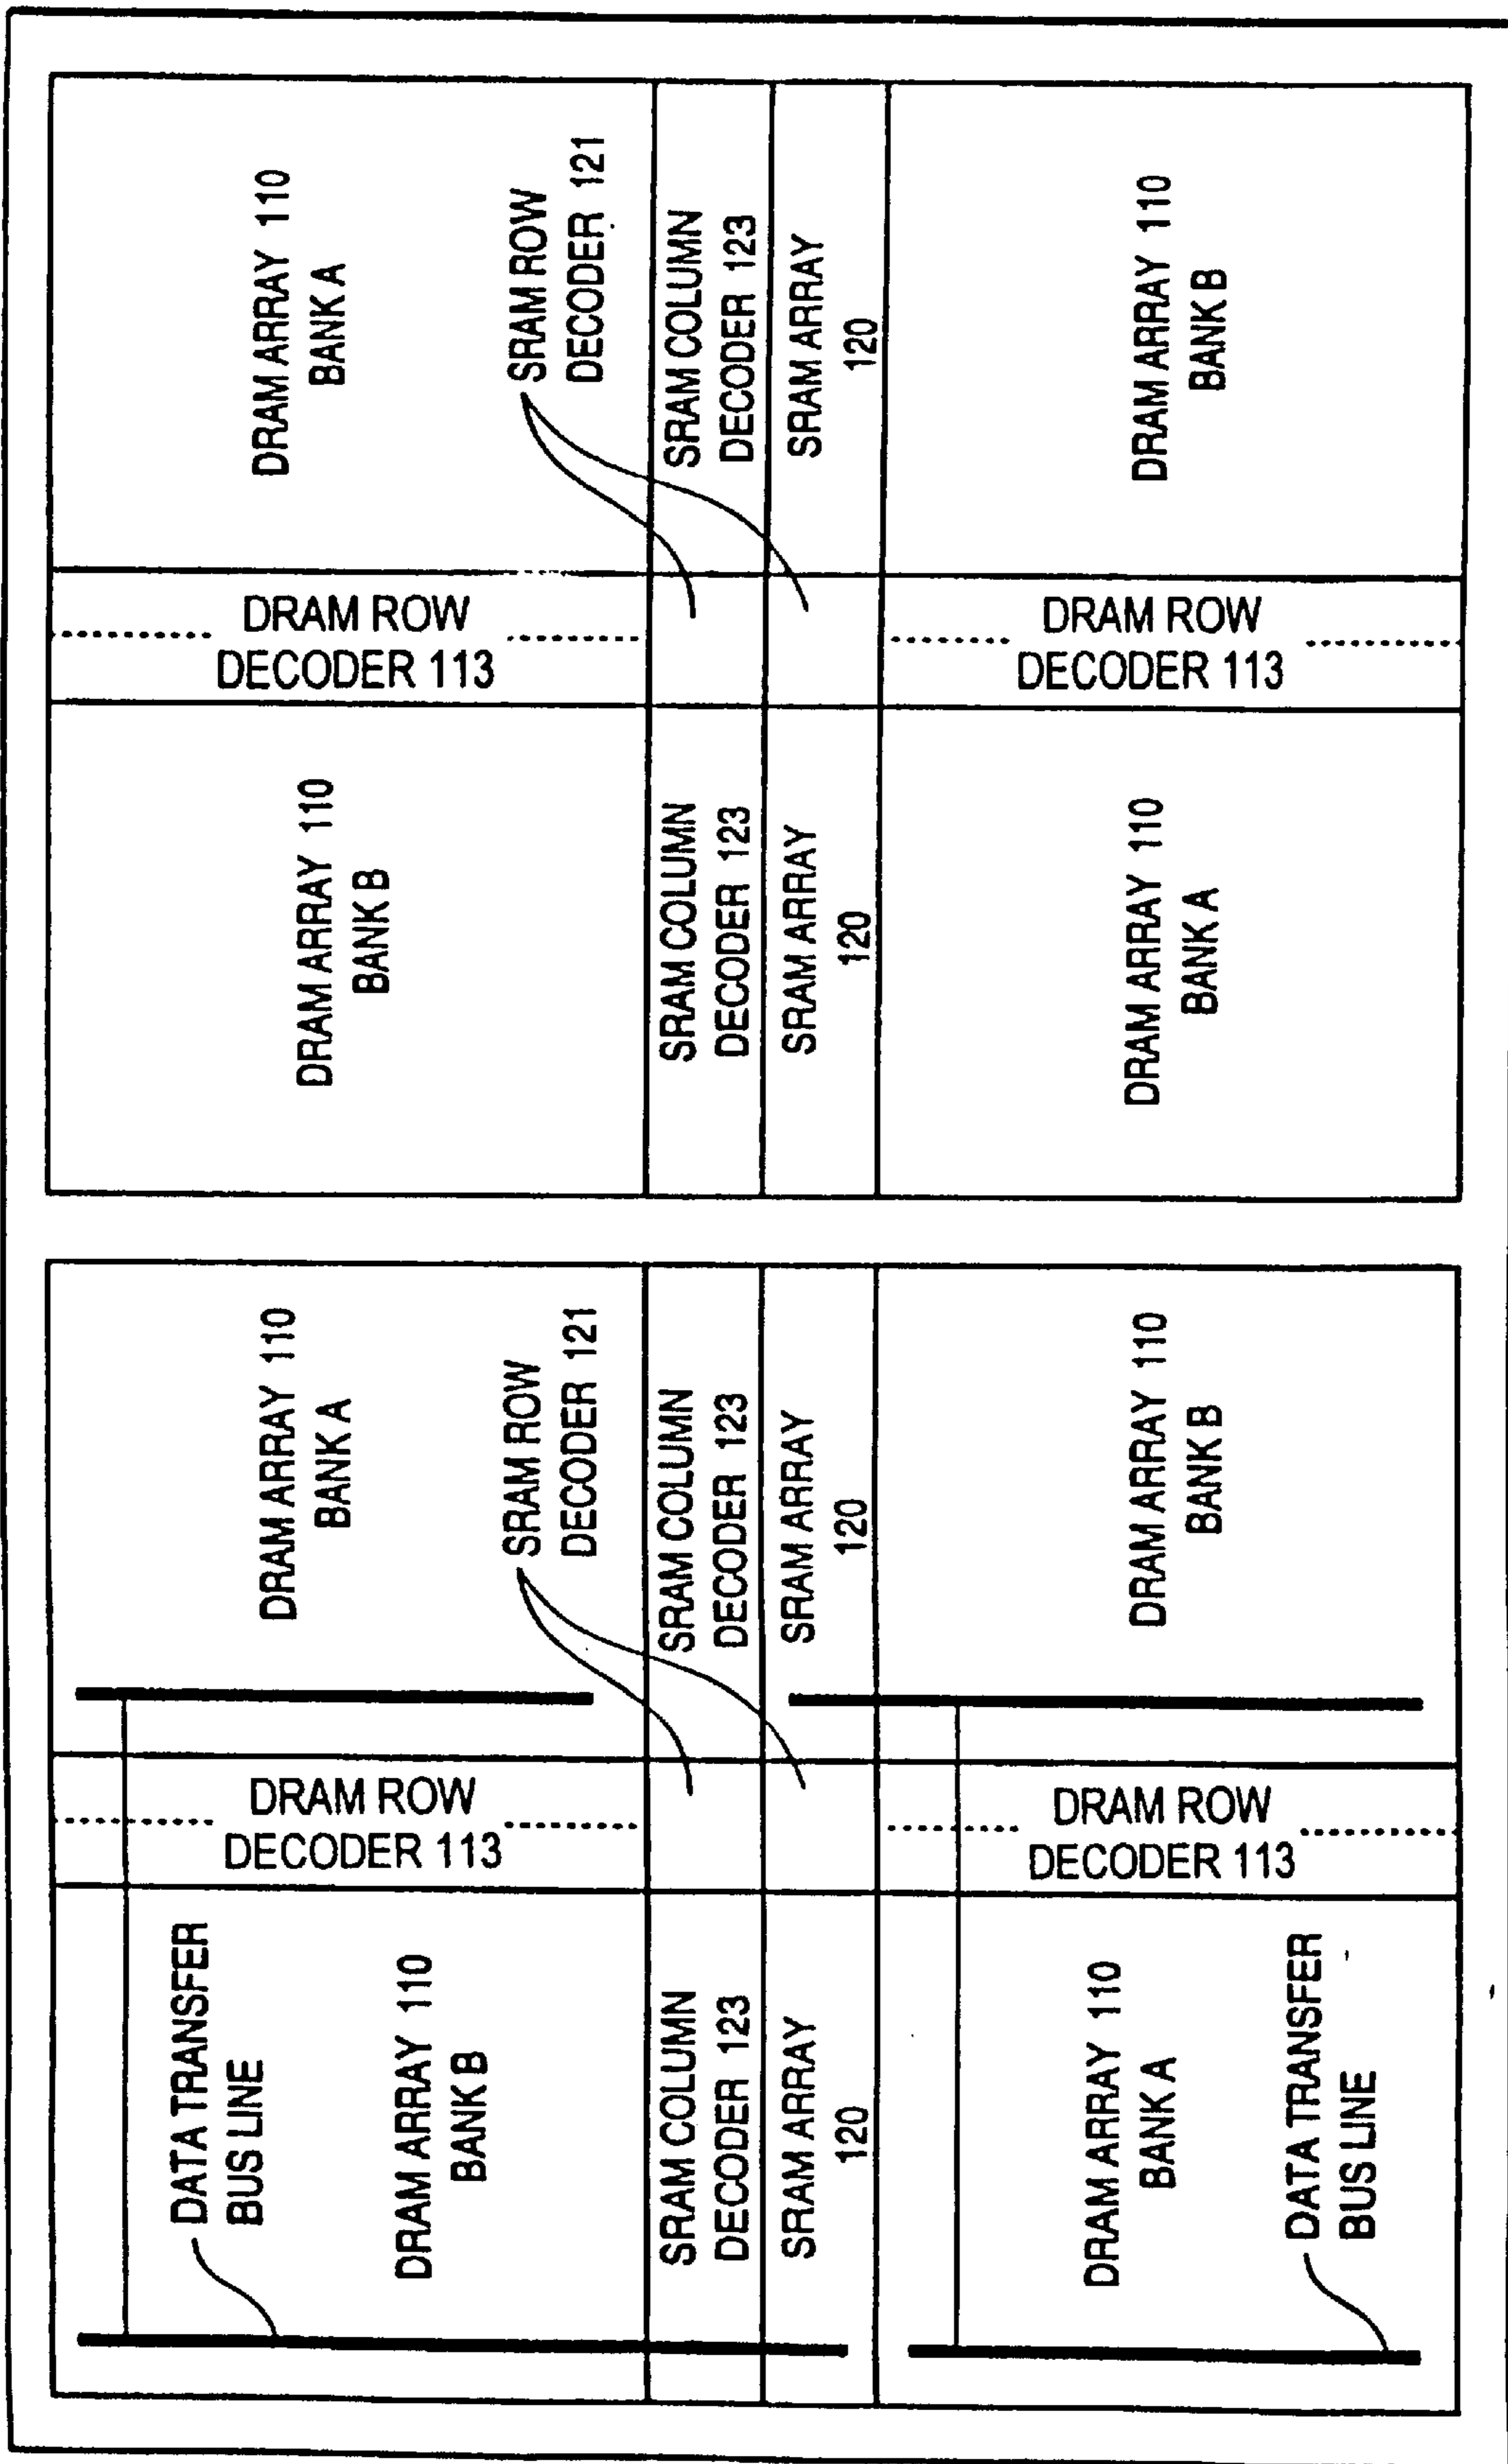 DRAM ARRAY 110
BANK A
SRAM ROW
DECODER 121
SRAM COLUMN
DECODER 123
SRAM ARRAY
120
DRAM ARRAY 110
BANK B
DRAM ROW
DECODER 113
DRAM ROW
DECODER 113
DRAM ARRAY 110
BANK B
SRAM COLUMN
DECODER 123
SRAM ARRAY
120
DRAM ARRAY 110
BANK A
DRAM ARRAY 110
BANK A
SRAM ROW
DECODER 121
SRAM COLUMN
DECODER 123
SRAM ARRAY
120
DRAM ARRAY 110
BANK B
DRAM ROW
DECODER 113
DRAM ROW
DECODER 113
DATA TRANSFER
BUS LINE
DRAM ARRAY 110
BANK B
SRAM COLUMN
DECODER 123
SRAM ARRAY
120
DRAM ARRAY 110
BANK A
DATA TRANSFER
BUS LINE